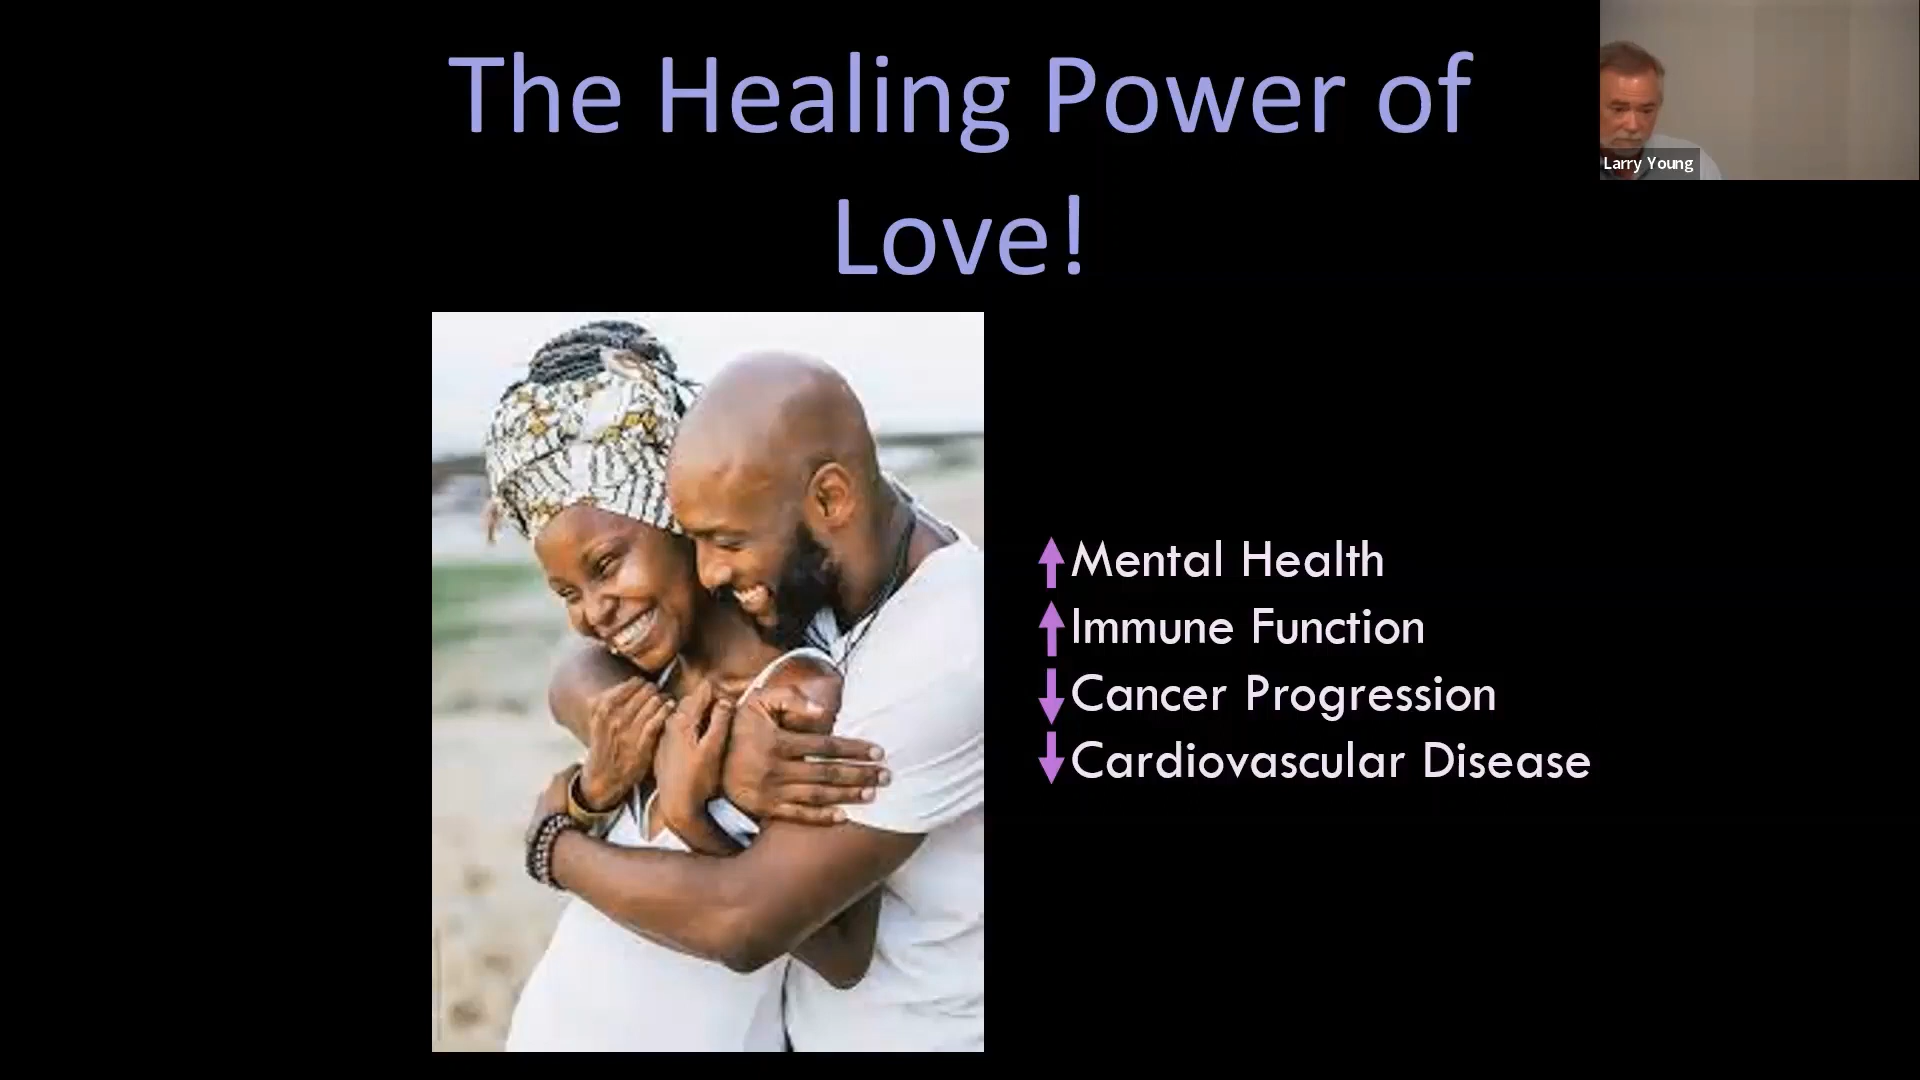 The Healing Power of
Love!
Larry Young
Mental Health
Immune Function
Cancer Progression
Cardiovascular Disease